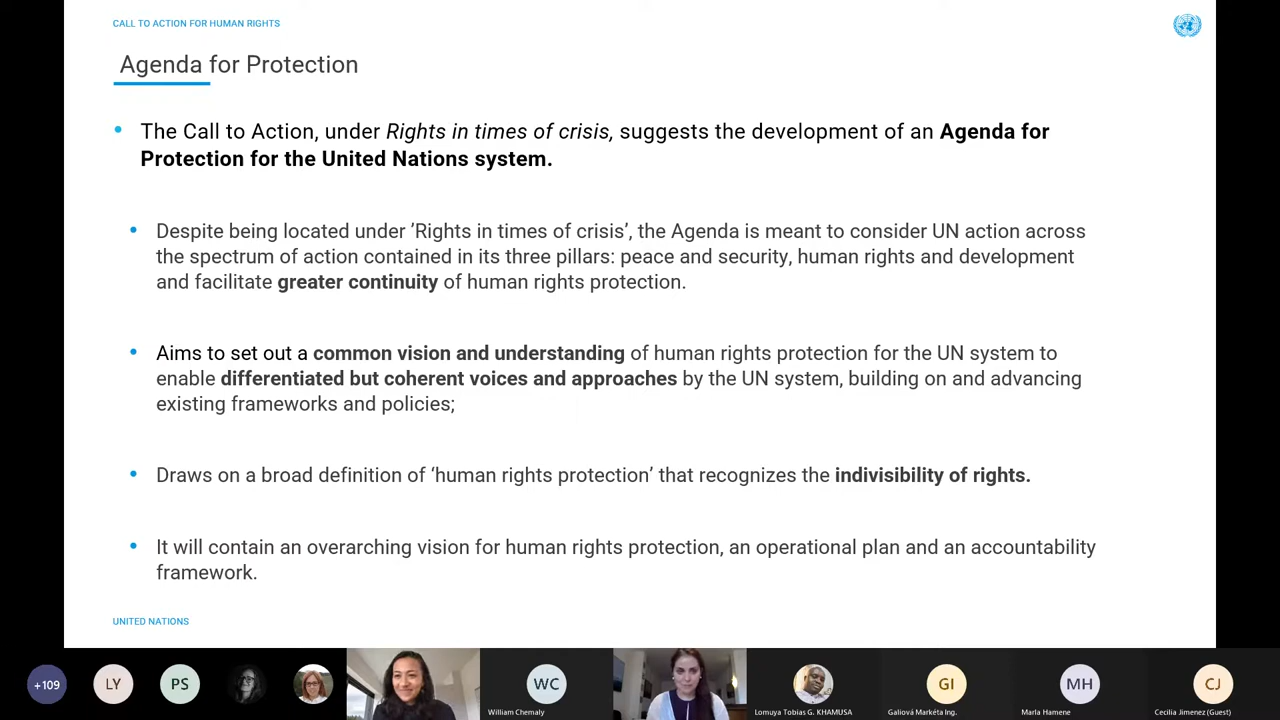 CALL TO ACTION FOR HUMAN RIGHTS
Agenda for Protection
• The Call to Action, under Rights in times of crisis, suggests the development of an Agenda for
Protection for the United Nations system.
• Despite being located under ’Rights in times of crisis’, the Agenda is meant to consider UN action across
the spectrum of action contained in its three pillars: peace and security, human rights and development
and facilitate greater continuity of human rights protection.
• Aims to set out a common vision and understanding of human rights protection for the UN system to
enable differentiated but coherent voices and approaches by the UN system, building on and advancing
existing frameworks and policies;
• Draws on a broad definition of ‘human rights protection’ that recognizes the indivisibility of rights.
• It will contain an overarching vision for human rights protection, an operational plan and an accountability
framework.
UNITED NATIONS
+109
LY
PS
WC
William Chemaly
Lomuya Tobias G. KHAMUSA
GI
Galiová Markéta Ing.
MH
Marla Hamene
CJ
Cecilia Jimenez (Guest)